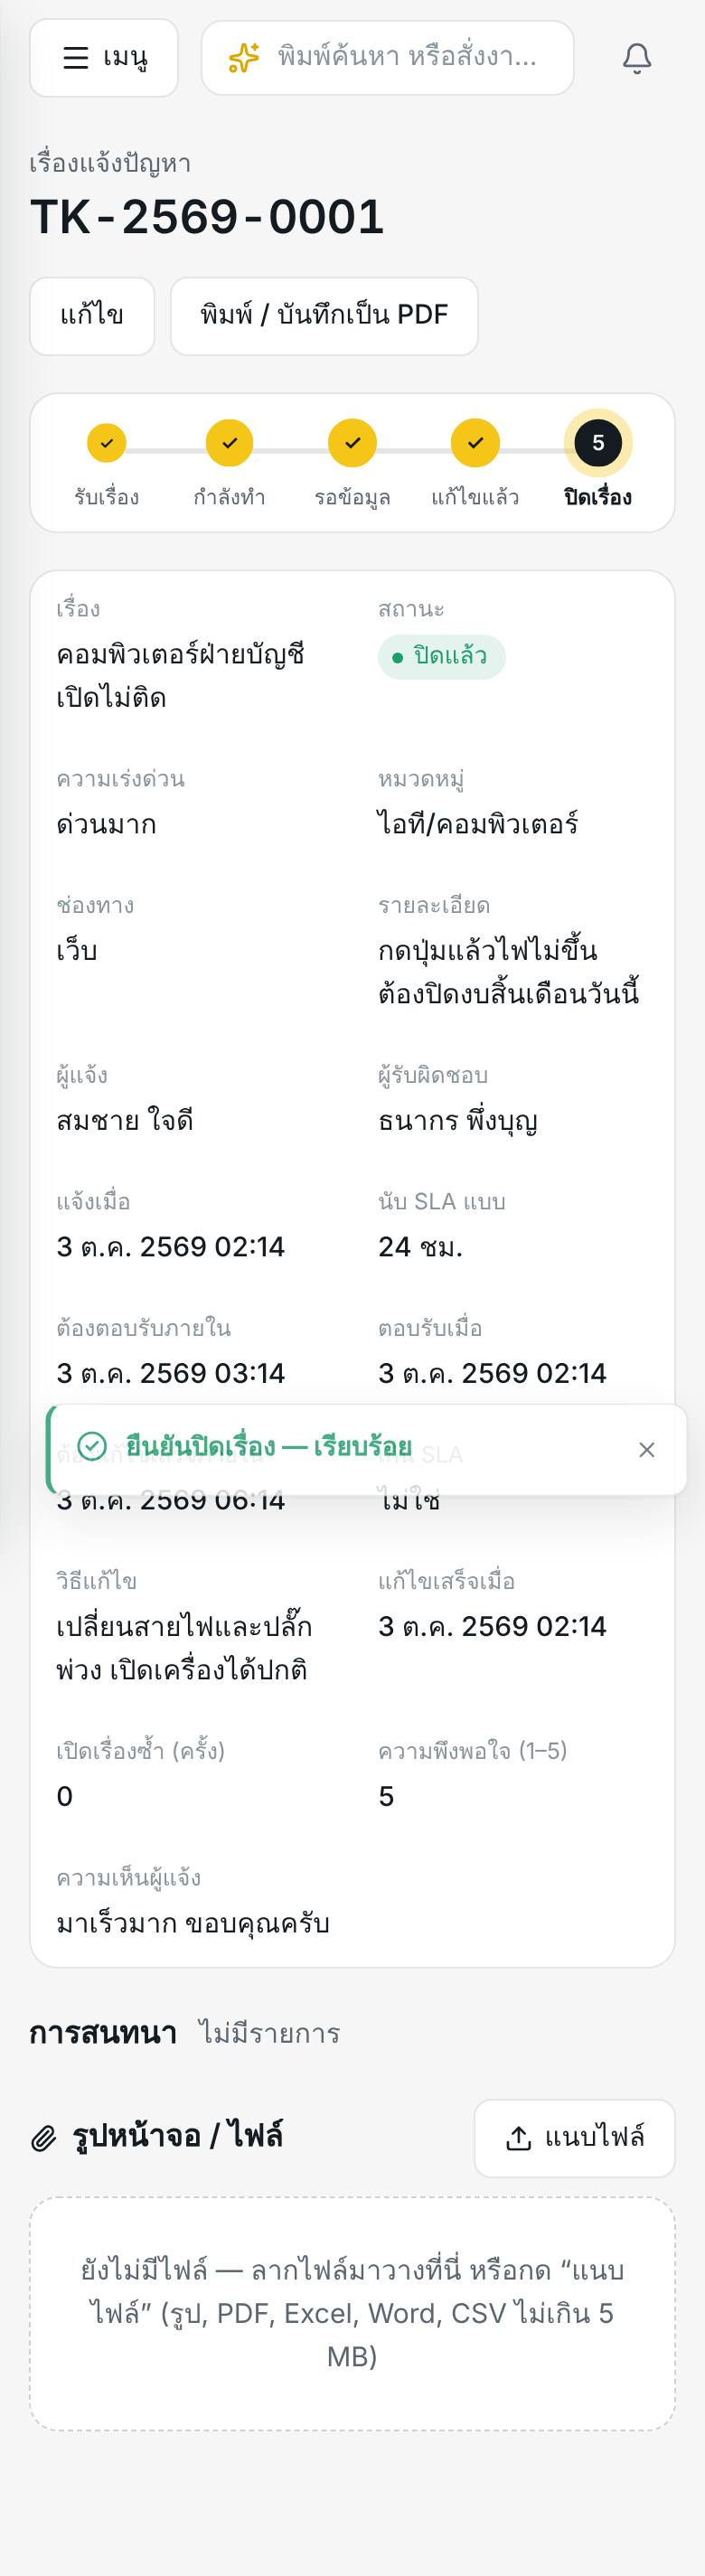 เมนู
พิมพ์ค้นหา หรือสั่งงา...
เรื่องแจ้งปัญหา
TK-2569-0001
แก้ไข
พิมพ์ / บันทึกเป็น PDF
5
รับเรื่อง
กำลังทำ
รอข้อมูล
แก้ไขแล้ว
ปิดเรื่อง
เรื่อง
สถานะ
คอมพิวเตอร์ฝ่ายบัญชี
เปิดไม่ติด
ปิดแล้ว
ความเร่งด่วน
หมวดหมู่
ด่วนมาก
ไอที/คอมพิวเตอร์
ช่องทาง
รายละเอียด
เว็บ
กดปุ่มแล้วไฟไม่ขึ้น
ต้องปิดงบสิ้นเดือนวันนี้
ผู้แจ้ง
ผู้รับผิดชอบ
สมชาย ใจดี
ธนากร พึ่งบุญ
แจ้งเมื่อ
นับ SLA แบบ
3 ต.ค. 2569 02:14
24 ชม.
ต้องตอบรับภายใน
ตอบรับเมื่อ
3 ต.ค. 2569 03:14
3 ต.ค. 2569 02:14
ยืนยันปิดเรื่อง — เรียบร้อย
SLA
3 ต.ค. 2569 06:14
ไม่ใช่
วิธีแก้ไข
แก้ไขเสร็จเมื่อ
เปลี่ยนสายไฟและปลั๊ก
พ่วง เปิดเครื่องได้ปกติ
3 ต.ค. 2569 02:14
เปิดเรื่องซ้ำ (ครั้ง)
ความพึงพอใจ (1–5)
0
5
ความเห็นผู้แจ้ง
มาเร็วมาก ขอบคุณครับ
การสนทนา ไม่มีรายการ
รูปหน้าจอ / ไฟล์
แนบไฟล์
ยังไม่มีไฟล์ — ลากไฟล์มาวางที่นี่ หรือกด “แนบ
ไฟล์” (รูป, PDF, Excel, Word, CSV ไม่เกิน 5
MB)